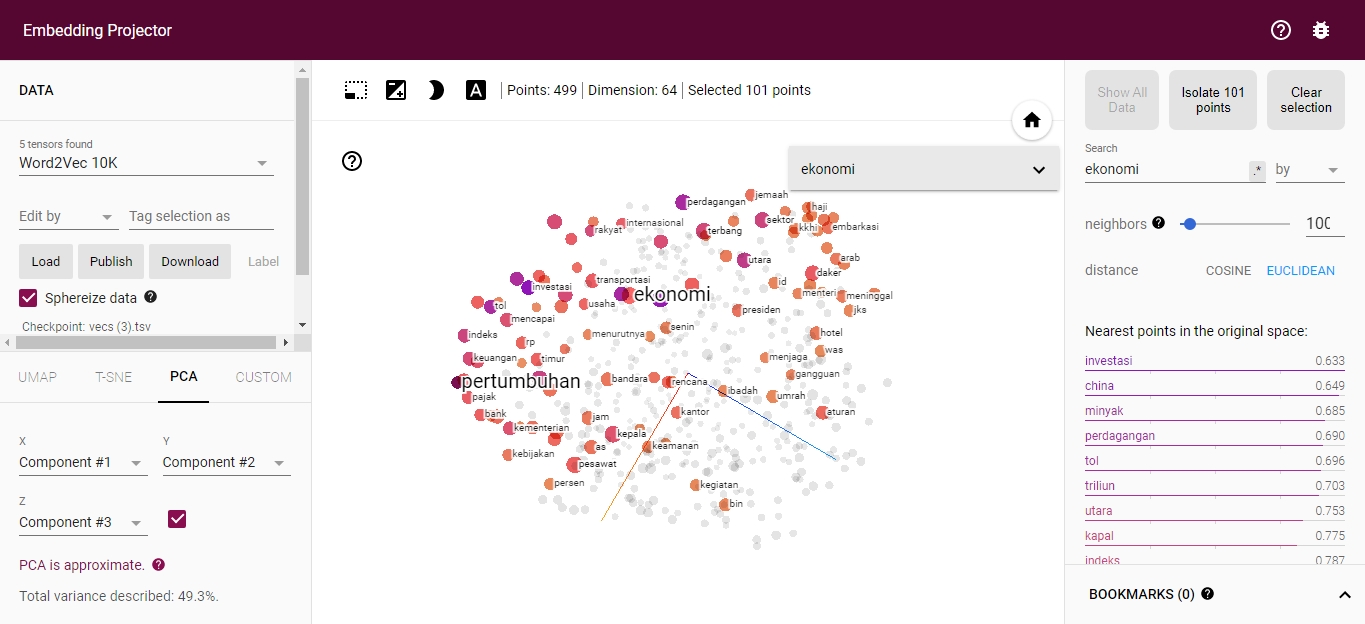 Embedding Projector
DATA
5 tensors found
Word2Vec 10K
Edit by
Tag selection as
Load
Publish
Download
Label
Sphereize data
Checkpoint: vecs (3).tsv
UMAP
T-SNE
PCA
CUSTOM
X
Y
Component #1
Component #2
Z
Component #3
PCA is approximate.
Total variance described: 49.3%.
A
Points: 499
Dimension: 64
Selected 101 points
ekonomi
perdagangan
jemaah
haji
rakyat
internasional
terbang
sektor
kkhi
embarkasi
utara
arab
daker
transportasi
id
investasi
ekonomi
menteri
meninggal
tol
usaha
presiden
jks
mencapai
senin
indeks
menurutnya
hotel
rp
was
keuangan
timur
menjaga
gangguan
pertumbuhan
bandara
rencana
ibadah
pajak
umrah
bank
jam
kantor
aturan
kementerian
kepala
kebijakan
as
keamanan
pesawat
persen
kegiatan
bin
Show All Data
Isolate 101 points
Clear selection
Search
ekonomi
.*
by
neighbors
100
distance
COSINE
EUCLIDEAN
Nearest points in the original space:
investasi 0.633
china 0.649
minyak 0.685
perdagangan 0.690
tol 0.696
triliun 0.703
utara 0.753
kapal 0.775
indeks 0.787
BOOKMARKS (0)